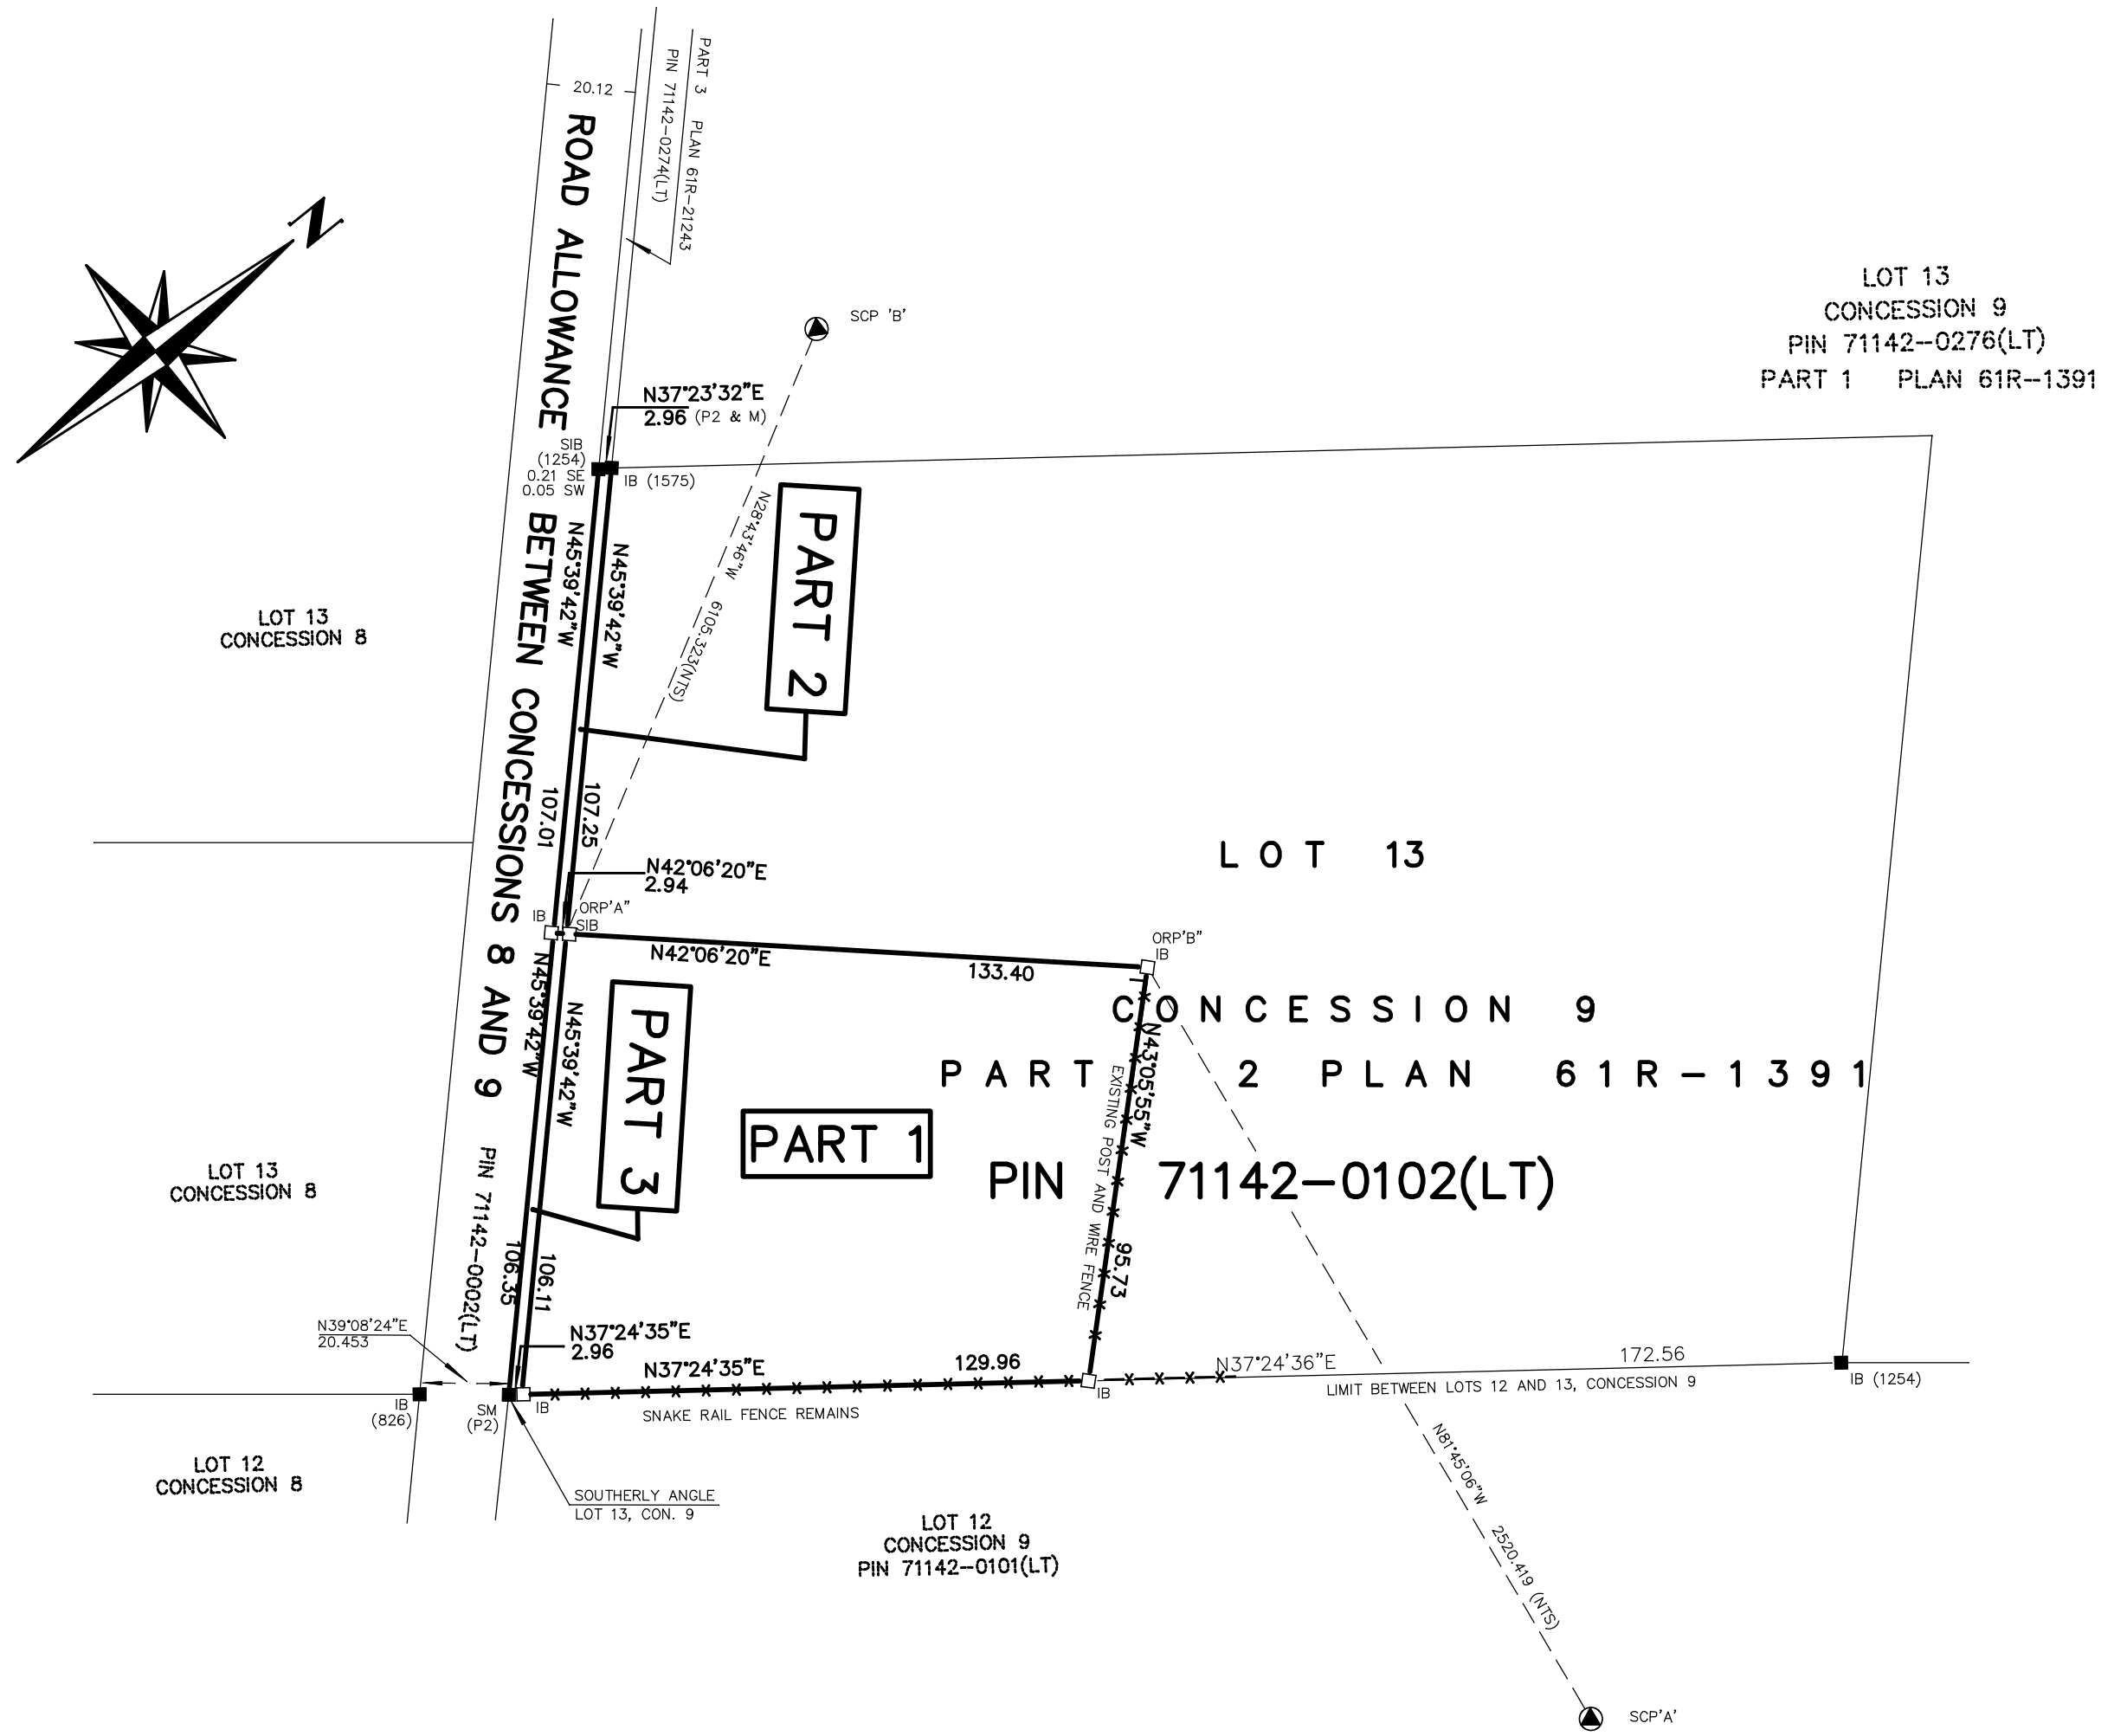 N
20.12
PART 3 PLAN 61R-21243
PIN 71142-0274(LT)
ROAD ALLOWANCE BETWEEN CONCESSIONS 8 AND 9 PIN 71142-0002(LT)
SCP 'B'
LOT 13
CONCESSION 9
PIN 71142--0276(LT)
PART 1 PLAN 61R--1391
N37°23'32"E
2.96 (P2 & M)
SIB
(1254)
0.21 SE
0.05 SW
IB (1575)
N28°43'46"W 6105.323(NTS)
PART 2
N45°39'42"W 107.01
N45°39'42"W 107.25
LOT 13
CONCESSION 8
N42°06'20"E
2.94
IB
ORP'A"
SIB
N42°06'20"E 133.40
ORP'B"
IB
LOT 13
CONCESSION 9
PART 2 PLAN 61R-1391
PIN 71142-0102(LT)
N45°39'42"W 106.35
N45°39'42"W 106.11
PART 3
PART 1
N43°05'55"W 95.73
EXISTING POST AND WIRE FENCE
LOT 13
CONCESSION 8
N39°08'24"E
20.453
N37°24'35"E
2.96
N37°24'35"E 129.96
N37°24'36"E 172.56
IB
(826)
SM
(P2)
IB
SNAKE RAIL FENCE REMAINS
IB
LIMIT BETWEEN LOTS 12 AND 13, CONCESSION 9
IB (1254)
LOT 12
CONCESSION 8
SOUTHERLY ANGLE
LOT 13, CON. 9
LOT 12
CONCESSION 9
PIN 71142--0101(LT)
N81°45'06"W 2520.419 (NTS)
SCP'A'